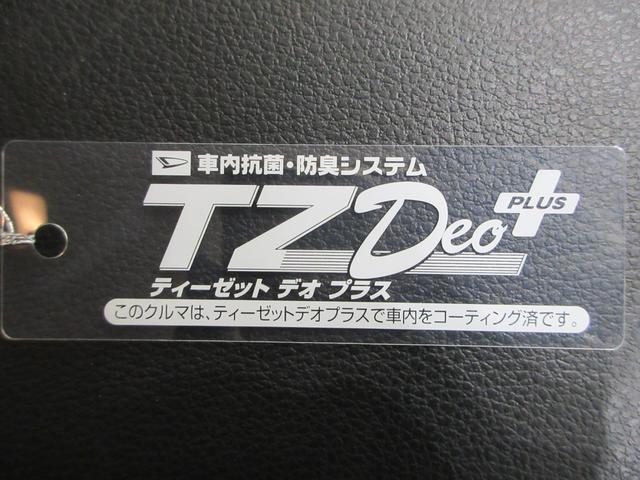 車内抗菌・防臭システム
TZ Deo PLUS
ティーゼット デオ プラス
このクルマは、ティーゼットデオプラスで車内をコーティング済です。